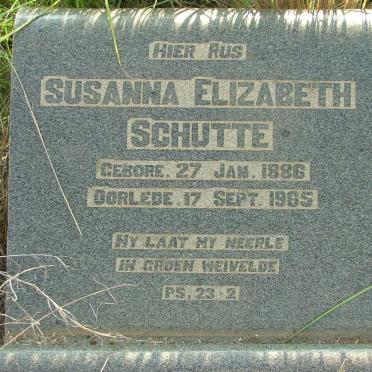 HIER RUS
SUSANNA ELIZABETH
SCHUTTE
GEBORE. 27 JAN. 1886
OORLEDE. 17 SEPT. 1965
HY LAAT MY NEERLE
IN GROEN WEIVELDE
PS. 23-2